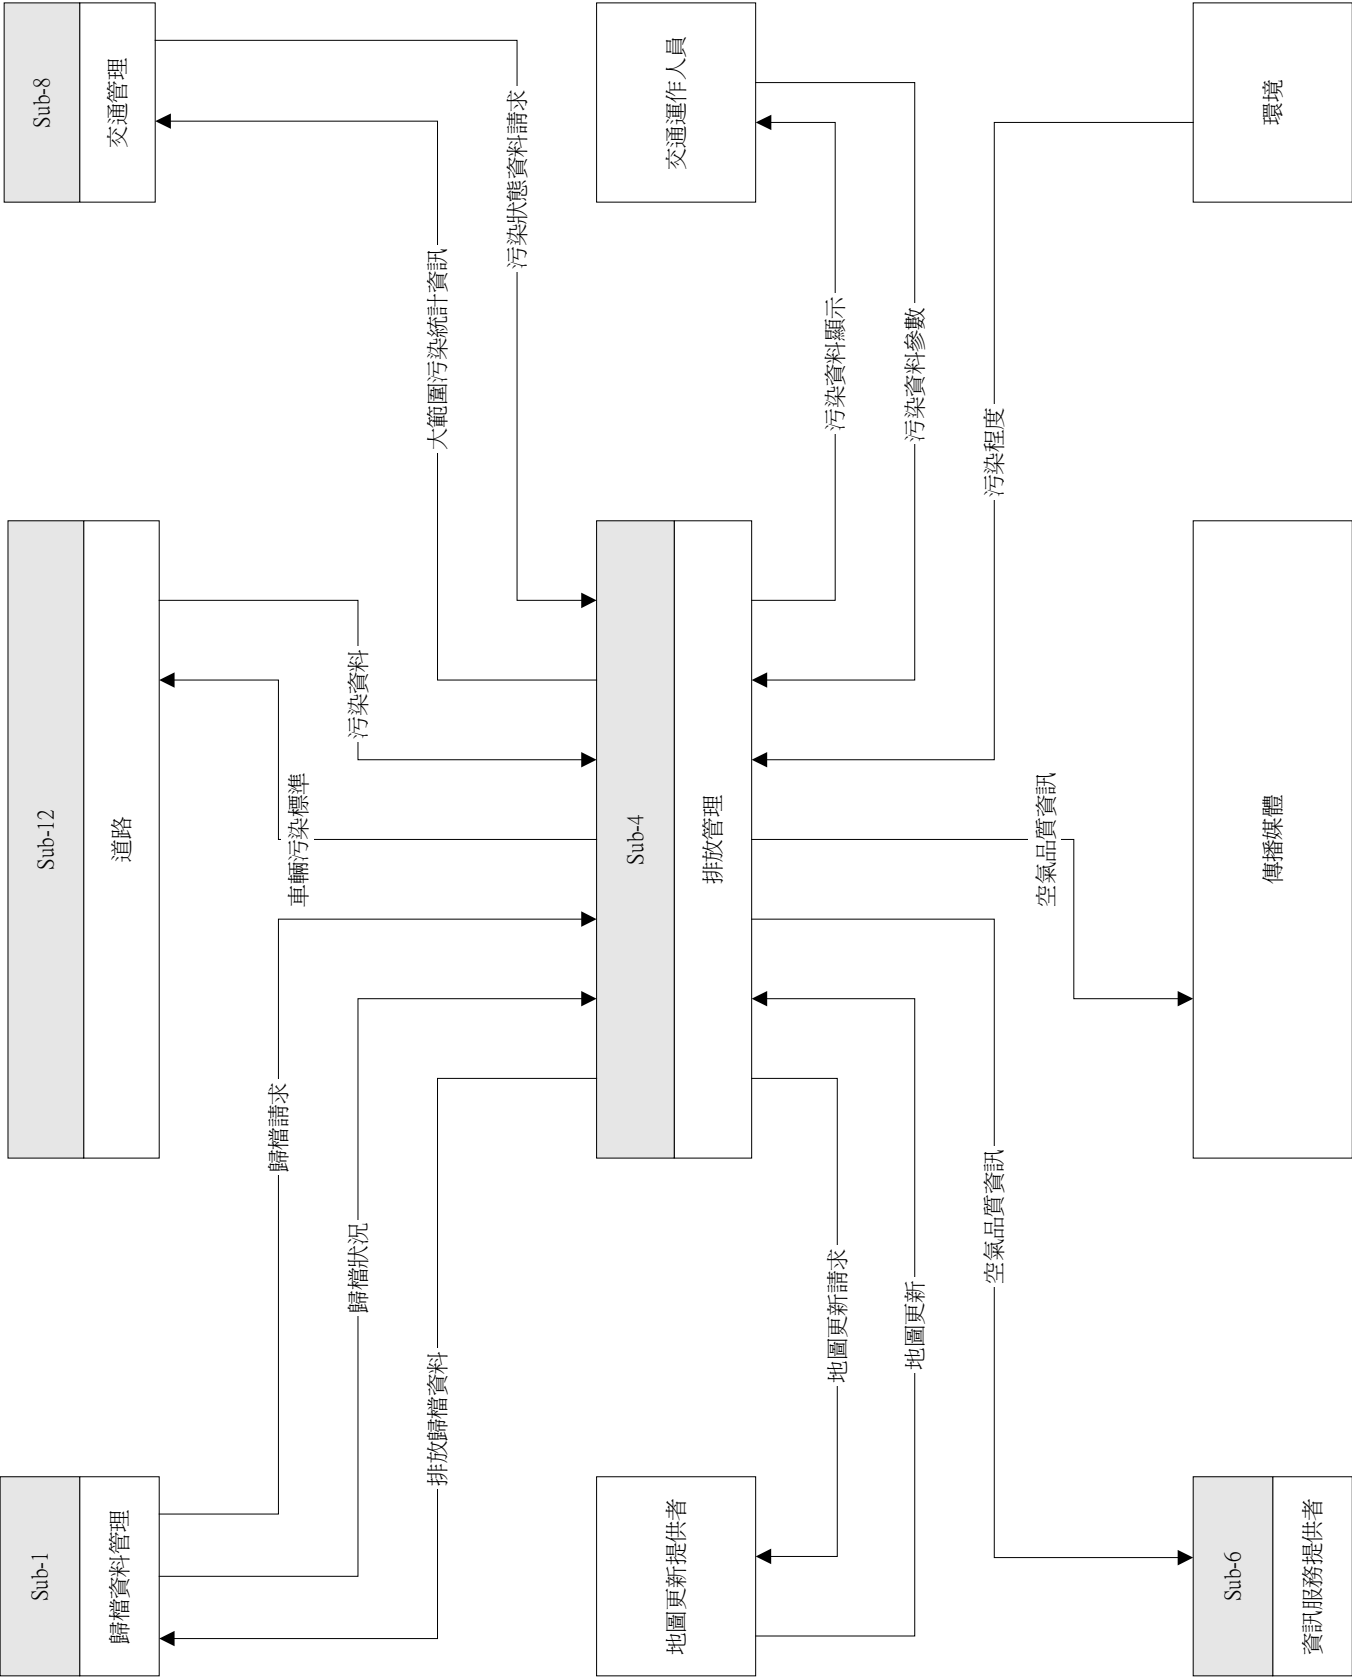 Sub-1
歸檔資料管理
Sub-12
道路
Sub-8
交通管理
歸檔請求
車輛污染標準
歸檔狀況
污染資料
排放歸檔資料
大範圍污染統計資訊
污染狀態資料請求
地圖更新提供者
Sub-4
排放管理
交通運作人員
地圖更新請求
污染資料顯示
地圖更新
污染資料參數
空氣品質資訊
污染程度
空氣品質資訊
Sub-6
資訊服務提供者
傳播媒體
環境